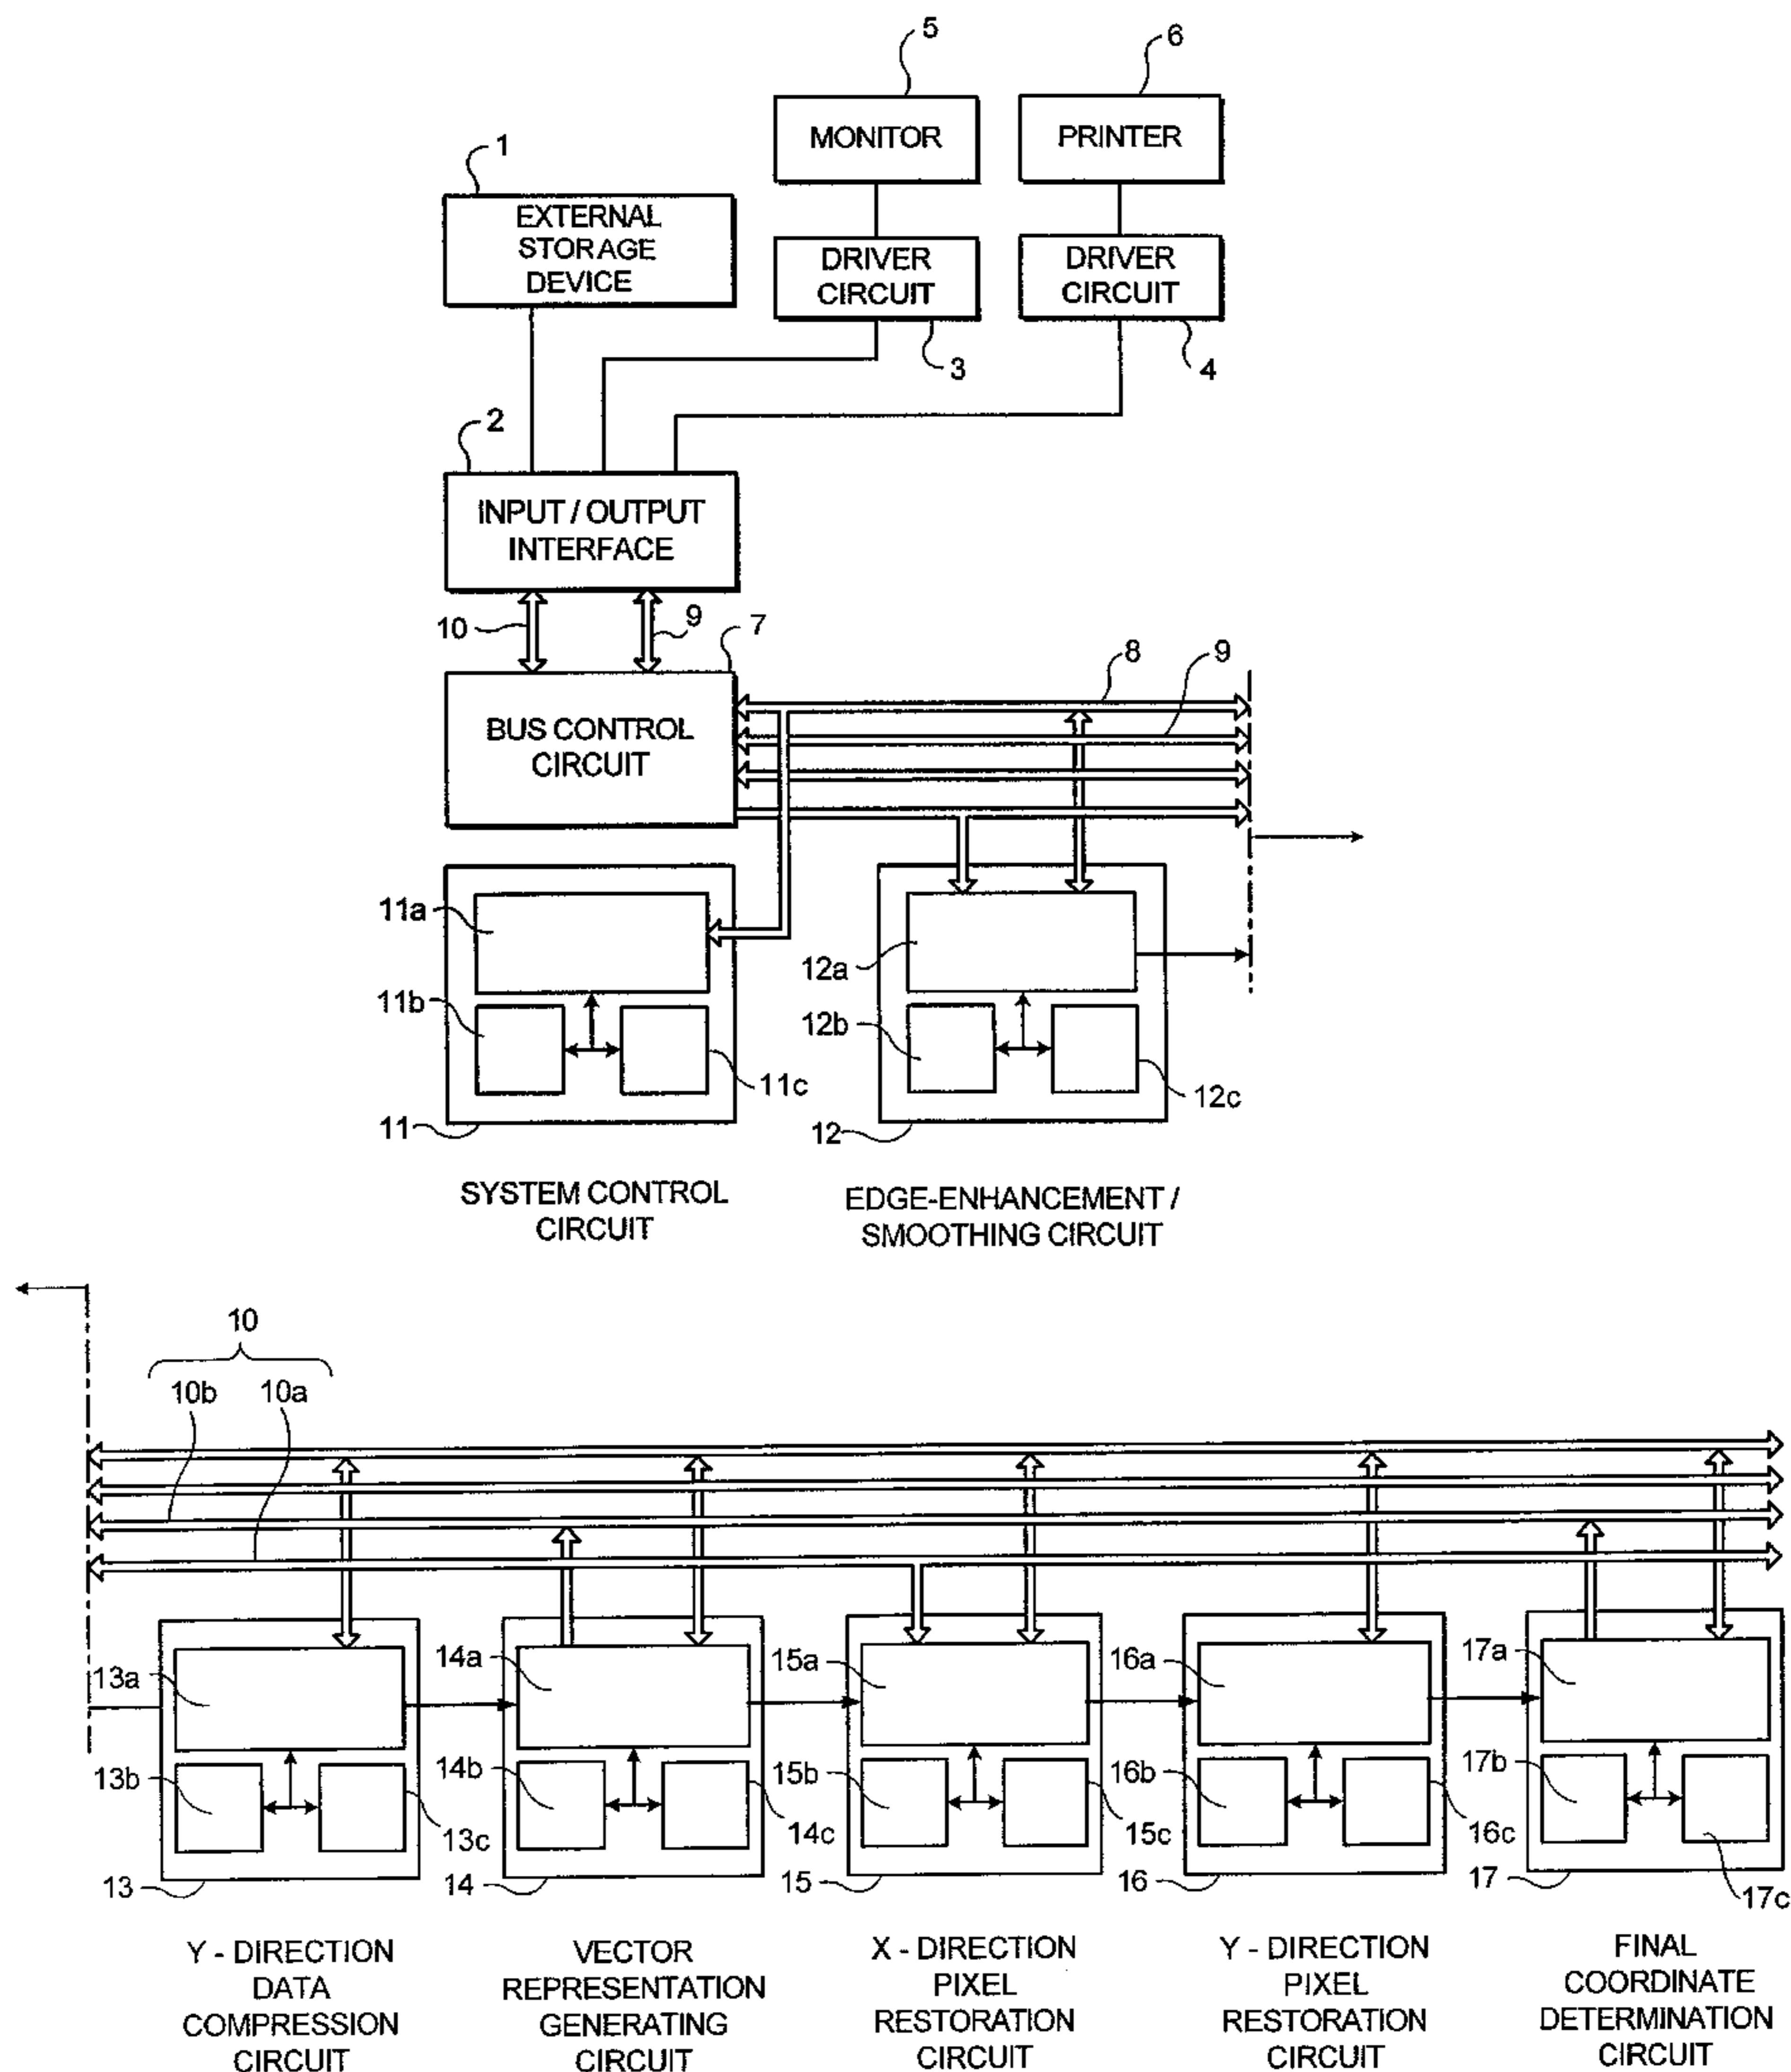 5
6
MONITOR
PRINTER
1
EXTERNAL
STORAGE
DEVICE
DRIVER
CIRCUIT
DRIVER
CIRCUIT
3
4
2
INPUT / OUTPUT
INTERFACE
10
9
7
8
9
BUS CONTROL
CIRCUIT
11a
12a
11b
12b
11c
12c
11
12
SYSTEM CONTROL
CIRCUIT
EDGE-ENHANCEMENT /
SMOOTHING CIRCUIT
10
10b
10a
13a
14a
15a
16a
17a
13b
14b
15b
16b
17b
13c
14c
15c
16c
17c
13
14
15
16
17
Y - DIRECTION
DATA
COMPRESSION
CIRCUIT
VECTOR
REPRESENTATION
GENERATING
CIRCUIT
X - DIRECTION
PIXEL
RESTORATION
CIRCUIT
Y - DIRECTION
PIXEL
RESTORATION
CIRCUIT
FINAL
COORDINATE
DETERMINATION
CIRCUIT